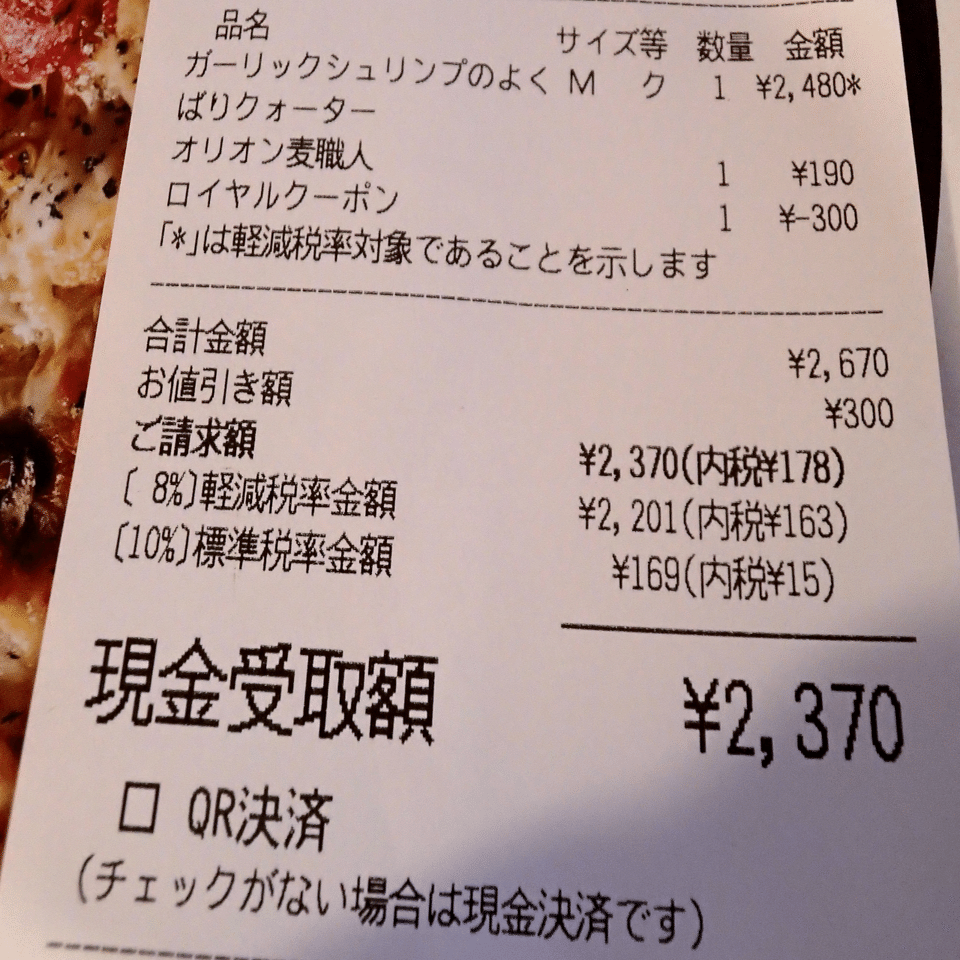 品名 サイズ等 数量 金額
ガーリックシュリンプのよく M ク 1 ¥2,480*
ばりクォーター
オリオン麦職人 1 ¥190
ロイヤルクーポン 1 ¥-300
「*」は軽減税率対象であることを示します
合計金額 ¥2,670
お値引き額 ¥300
ご請求額 ¥2,370(内税¥178)
〔 8%〕軽減税率金額 ¥2,201(内税¥163)
〔10%〕標準税率金額 ¥169(内税¥15)
現金受取額 ¥2,370
□ QR決済
(チェックがない場合は現金決済です)